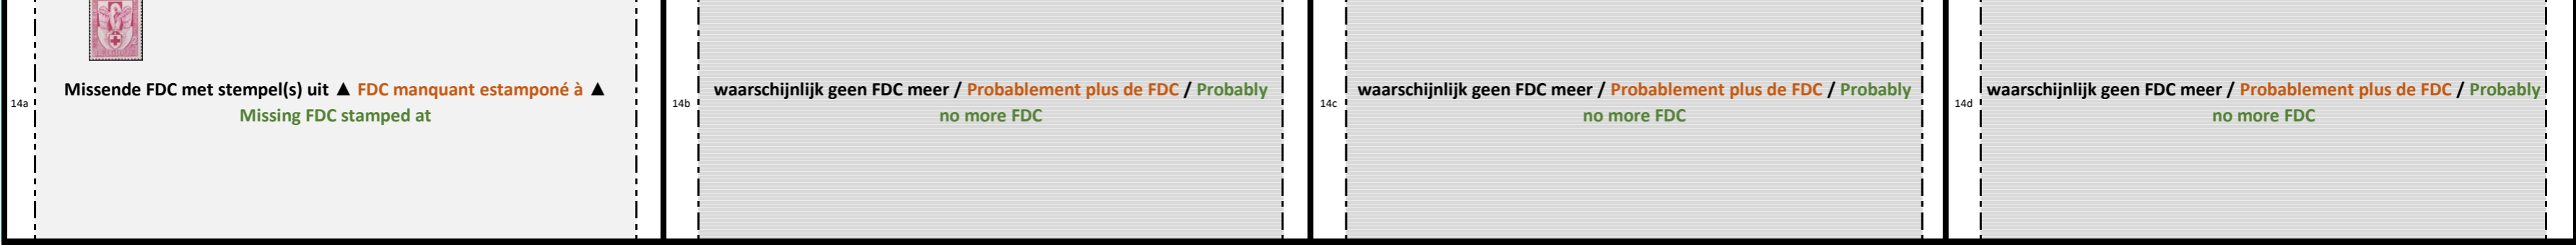 14a
Missende FDC met stempel(s) uit ▲ FDC manquant estamponé à ▲
Missing FDC stamped at
14b
waarschijnlijk geen FDC meer / Probablement plus de FDC / Probably
no more FDC
14c
waarschijnlijk geen FDC meer / Probablement plus de FDC / Probably
no more FDC
14d
waarschijnlijk geen FDC meer / Probablement plus de FDC / Probably
no more FDC